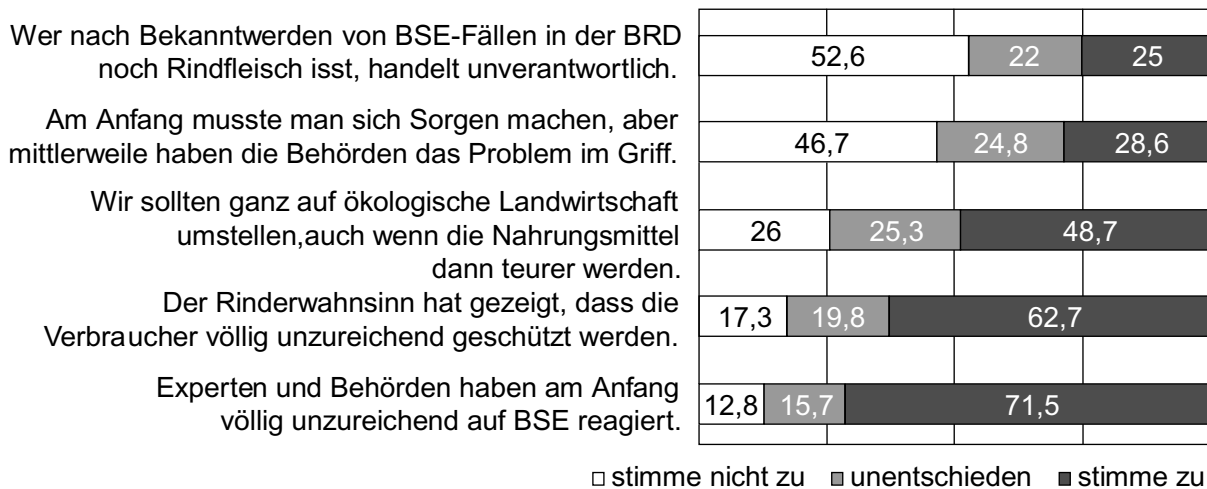 Wer nach Bekanntwerden von BSE-Fällen in der BRD
noch Rindfleisch isst, handelt unverantwortlich.
52,6 22 25
Am Anfang musste man sich Sorgen machen, aber
mittlerweile haben die Behörden das Problem im Griff.
46,7 24,8 28,6
Wir sollten ganz auf ökologische Landwirtschaft
umstellen,auch wenn die Nahrungsmittel
dann teurer werden.
26 25,3 48,7
Der Rinderwahnsinn hat gezeigt, dass die
Verbraucher völlig unzureichend geschützt werden.
17,3 19,8 62,7
Experten und Behörden haben am Anfang
völlig unzureichend auf BSE reagiert.
12,8 15,7 71,5
stimme nicht zu unentschieden stimme zu